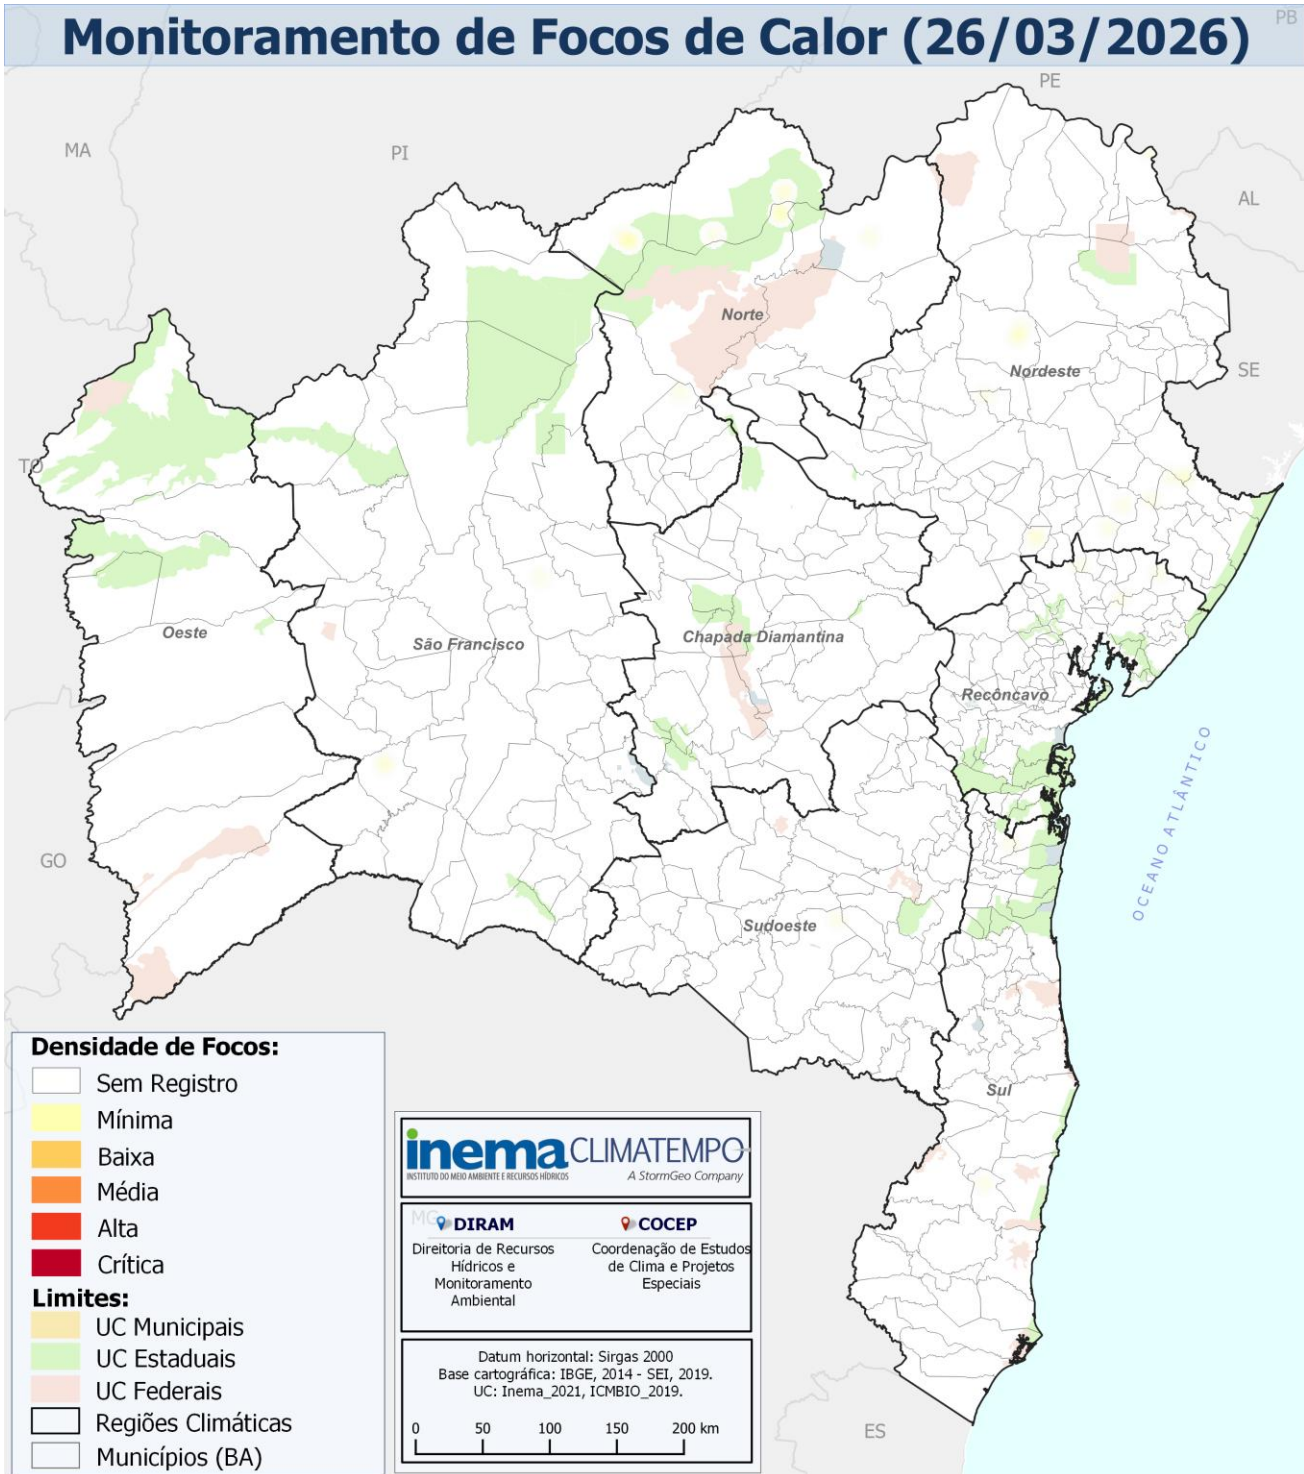 Monitoramento de Focos de Calor (26/03/2026)
PB
PE
MA
PI
AL
Norte
Nordeste
SE
TO
Oeste
São Francisco
Chapada Diamantina
Recôncavo
OCEANO ATLÂNTICO
GO
Sudoeste
Sul
Densidade de Focos:
Sem Registro
Mínima
Baixa
Média
Alta
Crítica
Limites:
UC Municipais
UC Estaduais
UC Federais
Regiões Climáticas
Municípios (BA)
inema
INSTITUTO DO MEIO AMBIENTE E RECURSOS HÍDRICOS
CLIMATEMPO
A StormGeo Company
MG
DIRAM
Direitoria de Recursos
Hídricos e
Monitoramento
Ambiental
COCEP
Coordenação de Estudos
de Clima e Projetos
Especiais
Datum horizontal: Sirgas 2000
Base cartográfica: IBGE, 2014 - SEI, 2019.
UC: Inema_2021, ICMBIO_2019.
0 50 100 150 200 km
ES